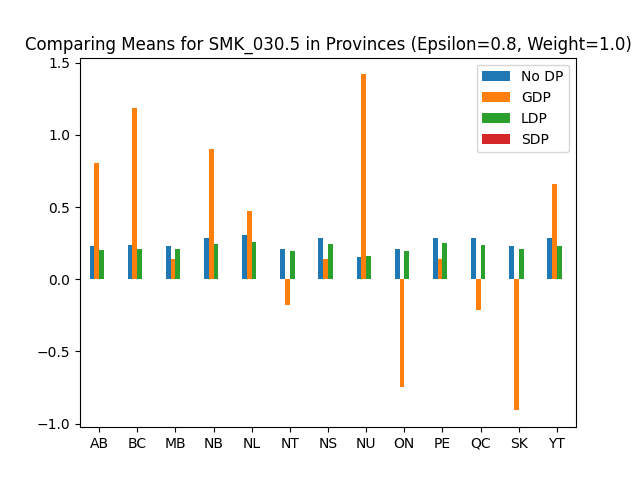 Comparing Means for SMK_030.5 in Provinces (Epsilon=0.8, Weight=1.0)
1.5
1.0
0.5
0.0
−0.5
−1.0
No DP
GDP
LDP
SDP
AB BC MB NB NL NT NS NU ON PE QC SK YT